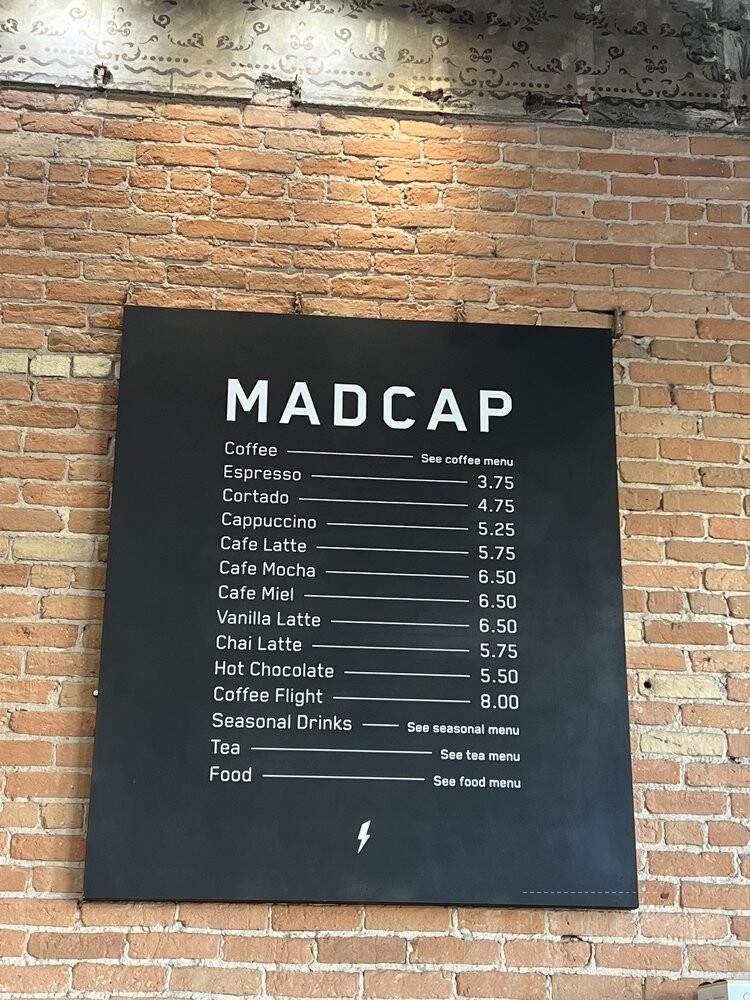 MADCAP
Coffee See coffee menu
Espresso 3.75
Cortado 4.75
Cappuccino 5.25
Cafe Latte 5.75
Cafe Mocha 6.50
Cafe Miel 6.50
Vanilla Latte 6.50
Chai Latte 5.75
Hot Chocolate 5.50
Coffee Flight 8.00
Seasonal Drinks See seasonal menu
Tea See tea menu
Food See food menu